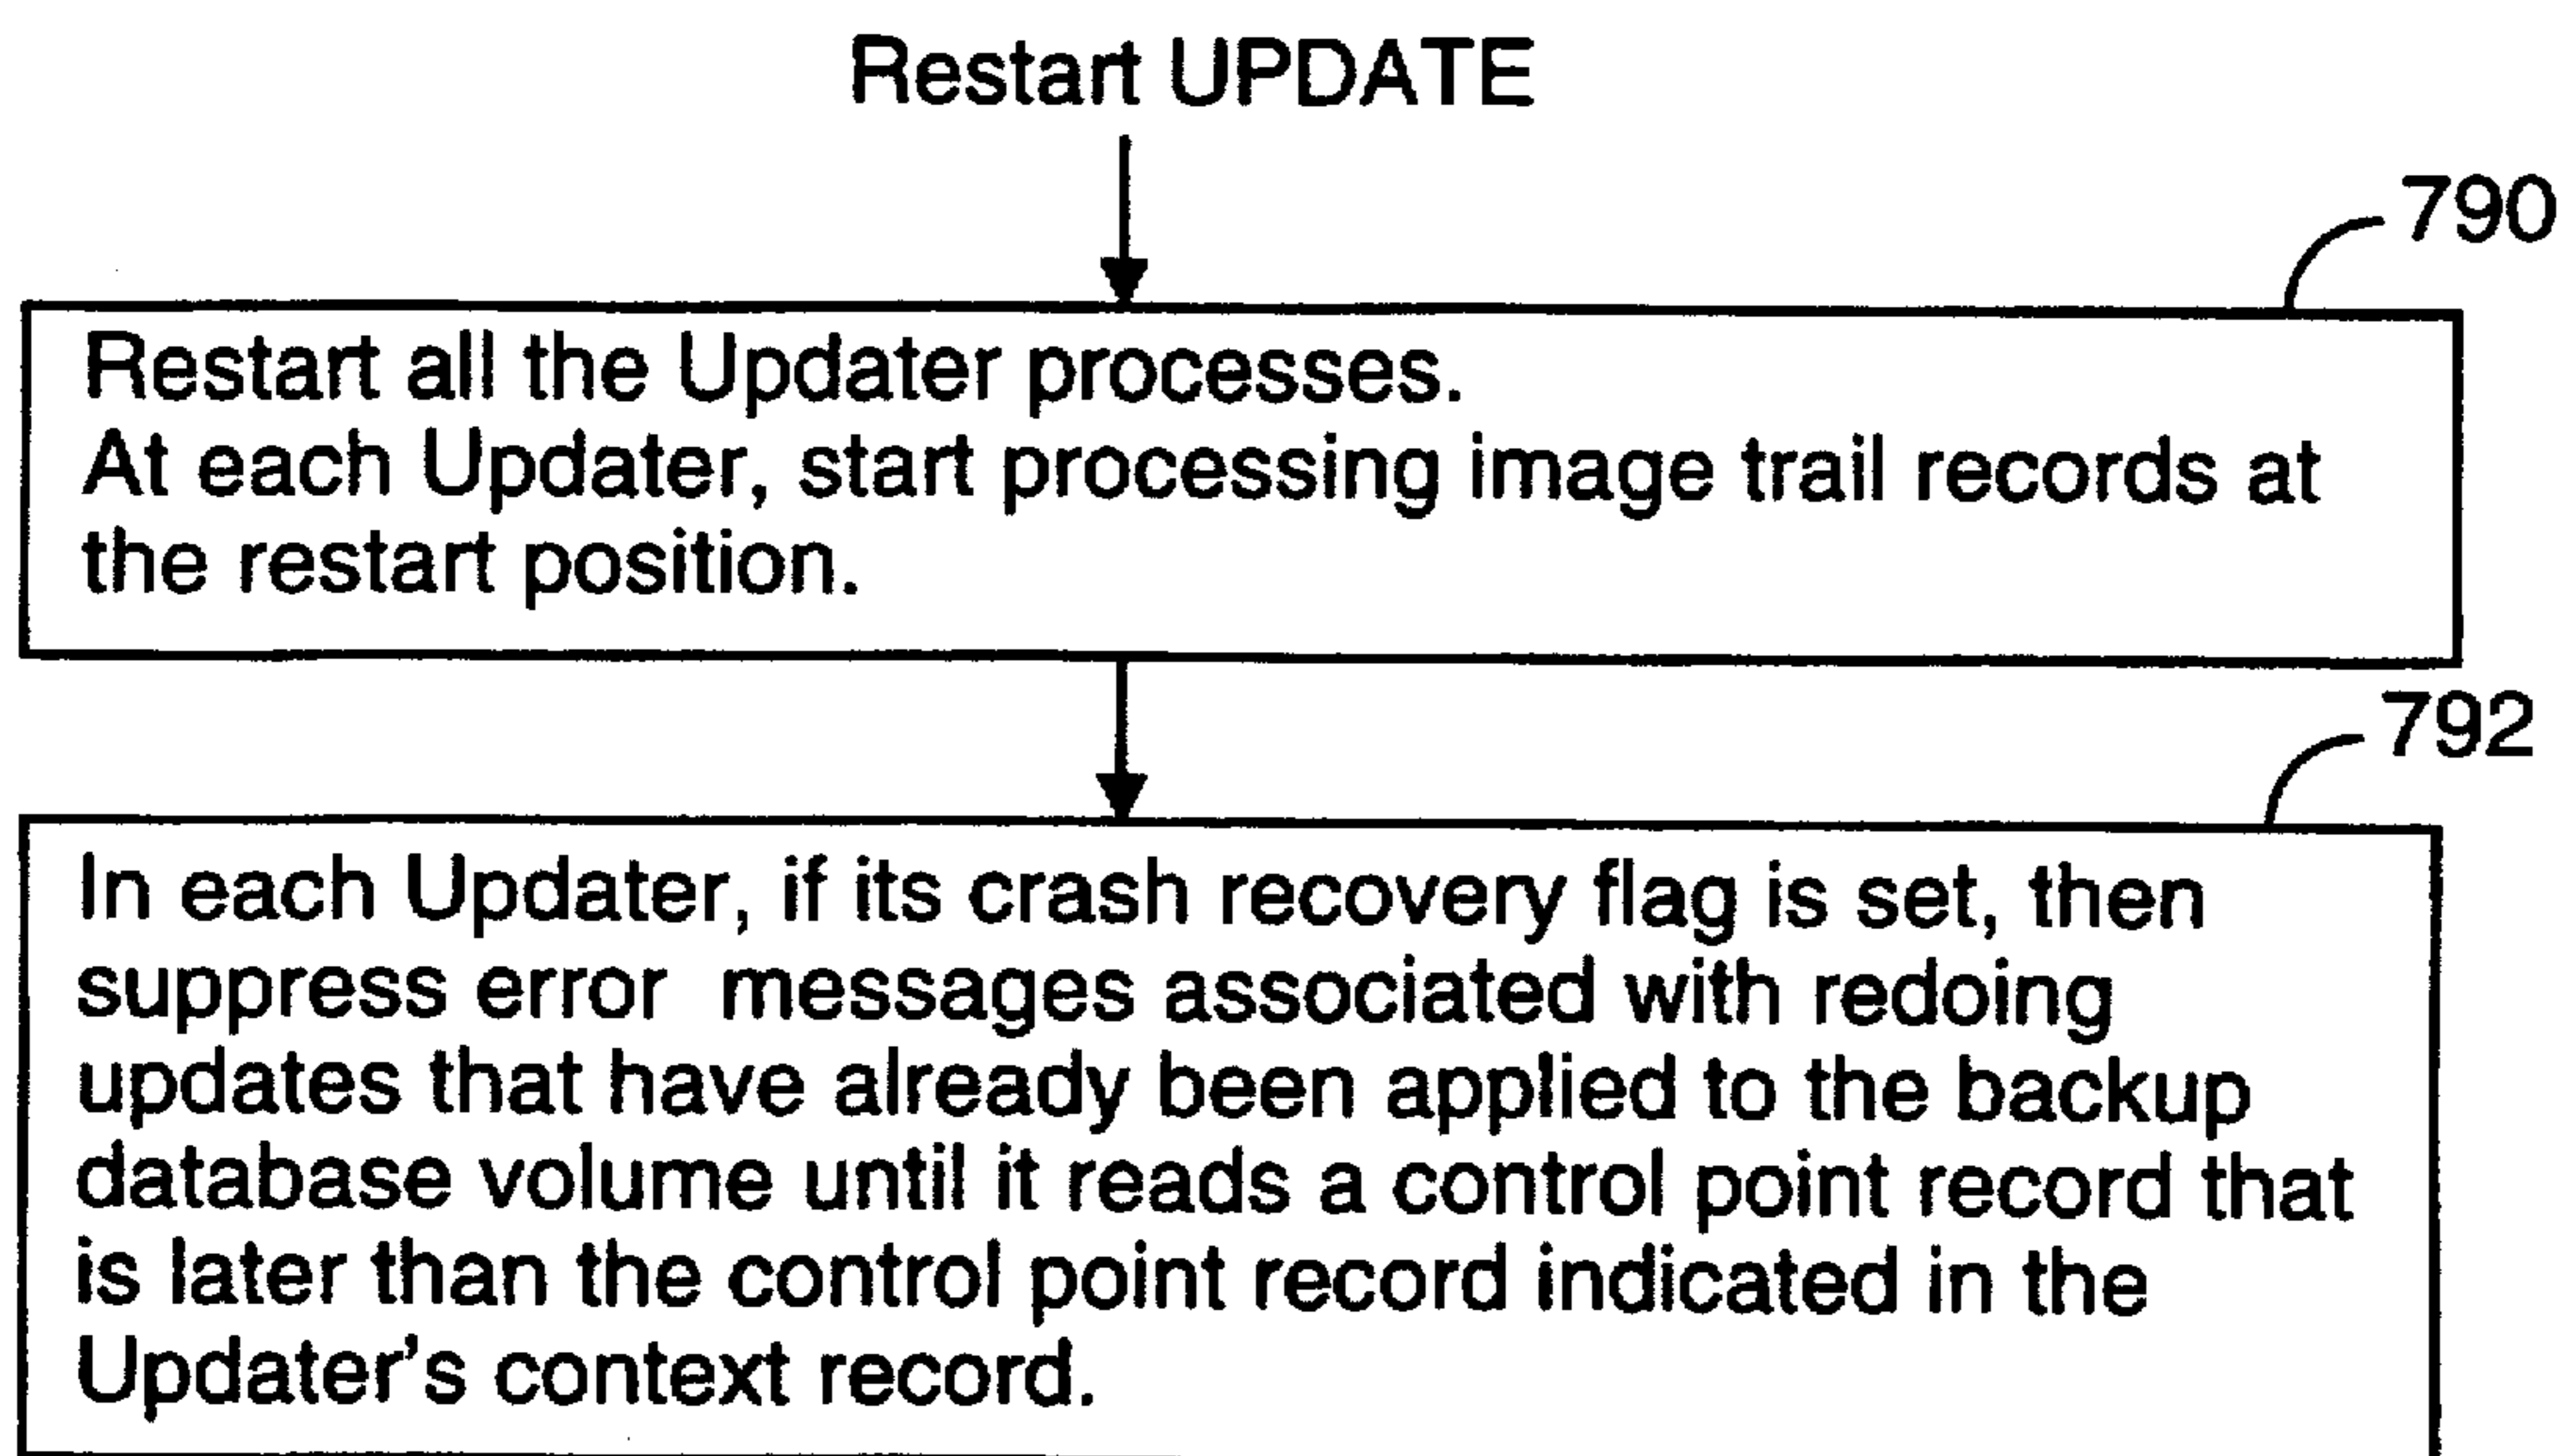 Restart UPDATE
790
Restart all the Updater processes.
At each Updater, start processing image trail records at
the restart position.
792
In each Updater, if its crash recovery flag is set, then
suppress error messages associated with redoing
updates that have already been applied to the backup
database volume until it reads a control point record that
is later than the control point record indicated in the
Updater's context record.